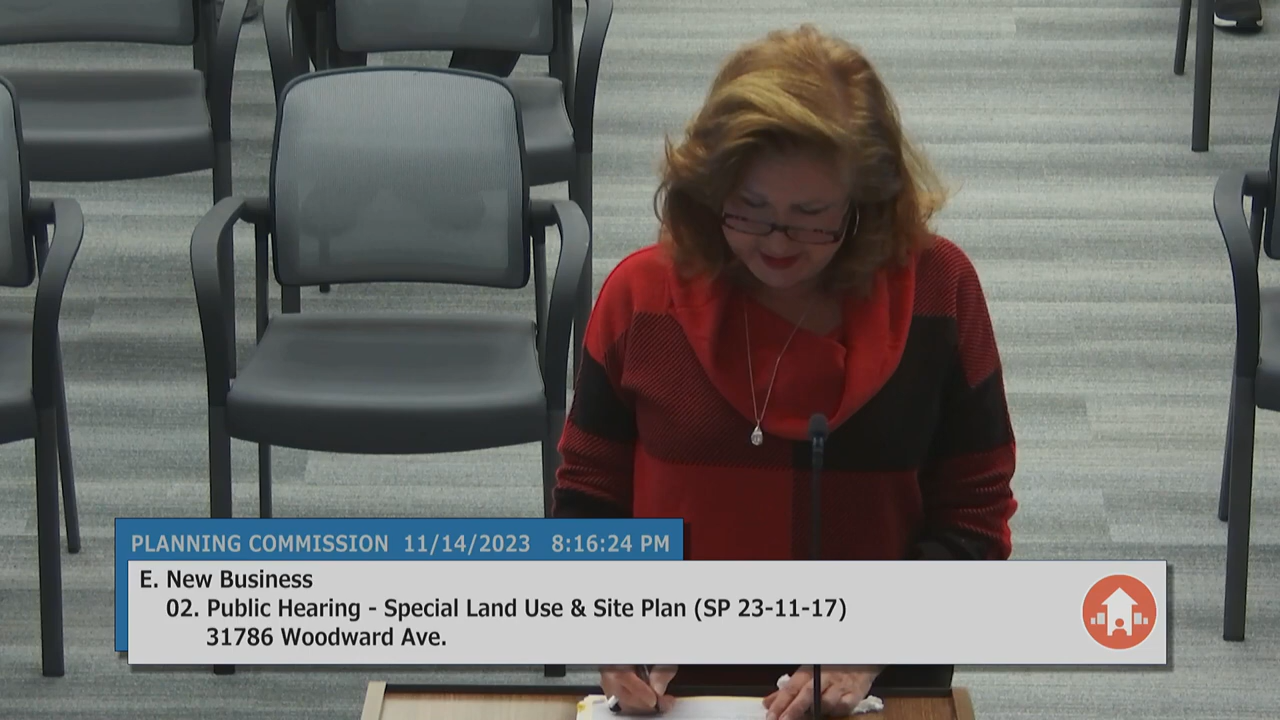 PLANNING COMMISSION 11/14/2023 8:16:24 PM
E. New Business
02. Public Hearing - Special Land Use & Site Plan (SP 23-11-17)
31786 Woodward Ave.